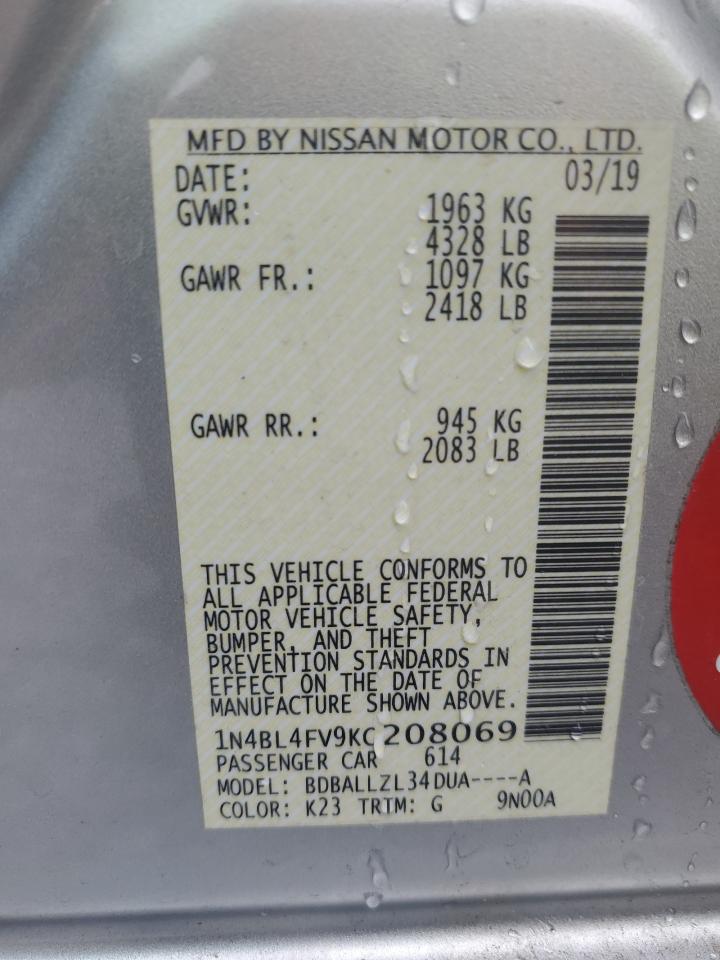 MFD BY NISSAN MOTOR CO., LTD.
DATE: 03/19
GVWR: 1963 KG
4328 LB
GAWR FR.: 1097 KG
2418 LB
GAWR RR.: 945 KG
2083 LB
THIS VEHICLE CONFORMS TO
ALL APPLICABLE FEDERAL
MOTOR VEHICLE SAFETY,
BUMPER, AND THEFT
PREVENTION STANDARDS IN
EFFECT ON THE DATE OF
MANUFACTURE SHOWN ABOVE.
1N4BL4FV9KC208069
PASSENGER CAR 614
MODEL: BDBALLZL34DUA----A
COLOR: K23 TRTM: G 9N00A